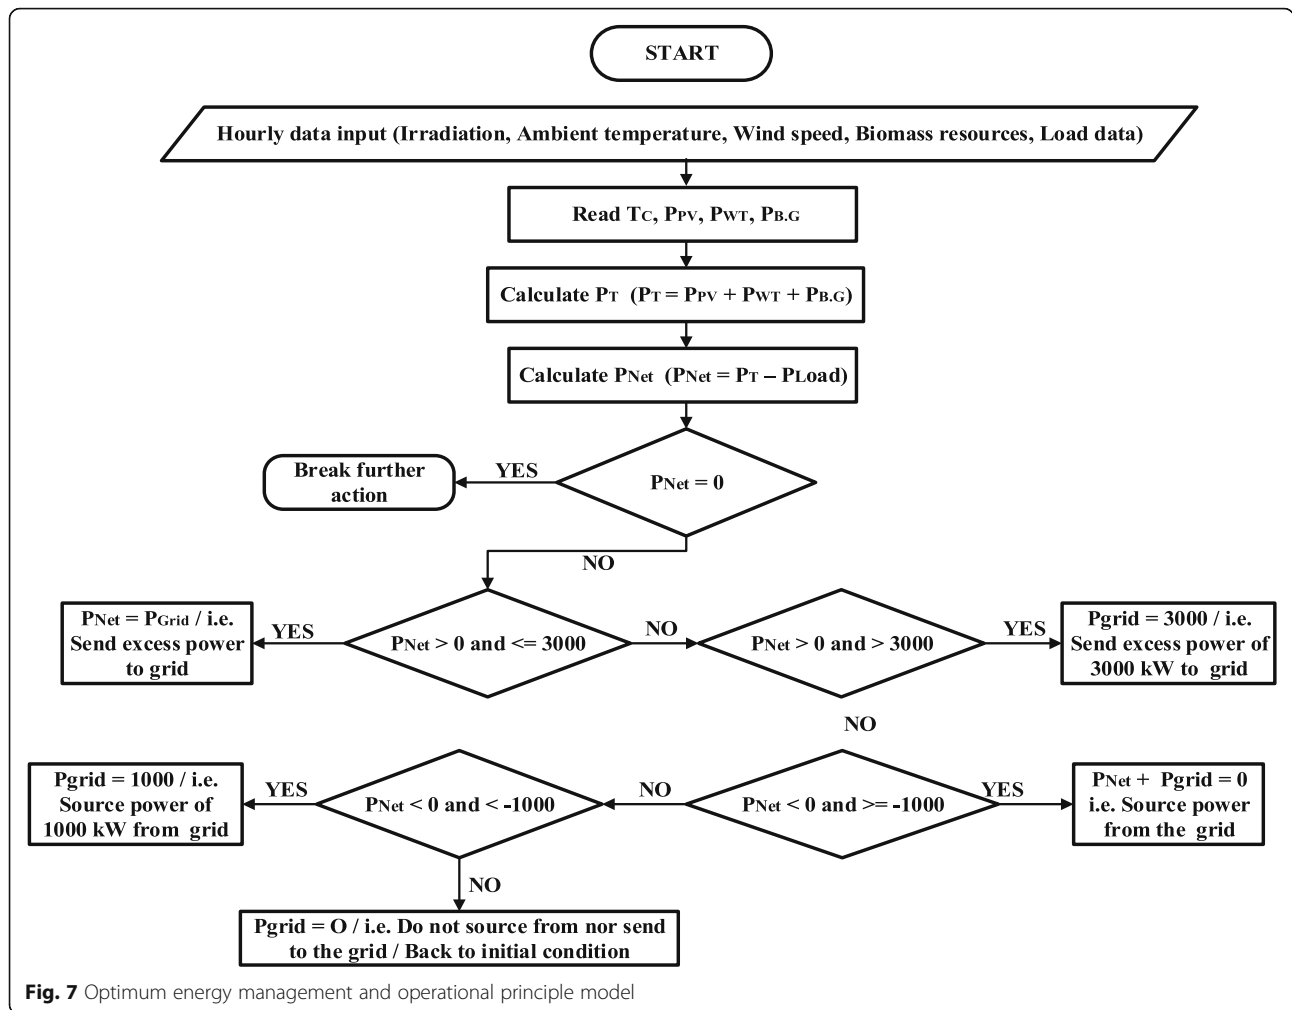 START
Hourly data input (Irradiation, Ambient temperature, Wind speed, Biomass resources, Load data)
Read TC, PPV, PWT, PB.G
Calculate PT (PT = PPV + PWT + PB.G)
Calculate PNet (PNet = PT – PLoad)
PNet = 0
YES
Break further
action
NO
PNet > 0 and <= 3000
YES
PNet = PGrid / i.e.
Send excess power
to grid
NO
PNet > 0 and > 3000
YES
Pgrid = 3000 / i.e.
Send excess power of
3000 kW to grid
NO
PNet < 0 and >= -1000
YES
PNet + Pgrid = 0
i.e. Source power
from the grid
NO
PNet < 0 and < -1000
YES
Pgrid = 1000 / i.e.
Source power of
1000 kW from grid
NO
Pgrid = O / i.e. Do not source from nor send
to the grid / Back to initial condition
Fig. 7 Optimum energy management and operational principle model